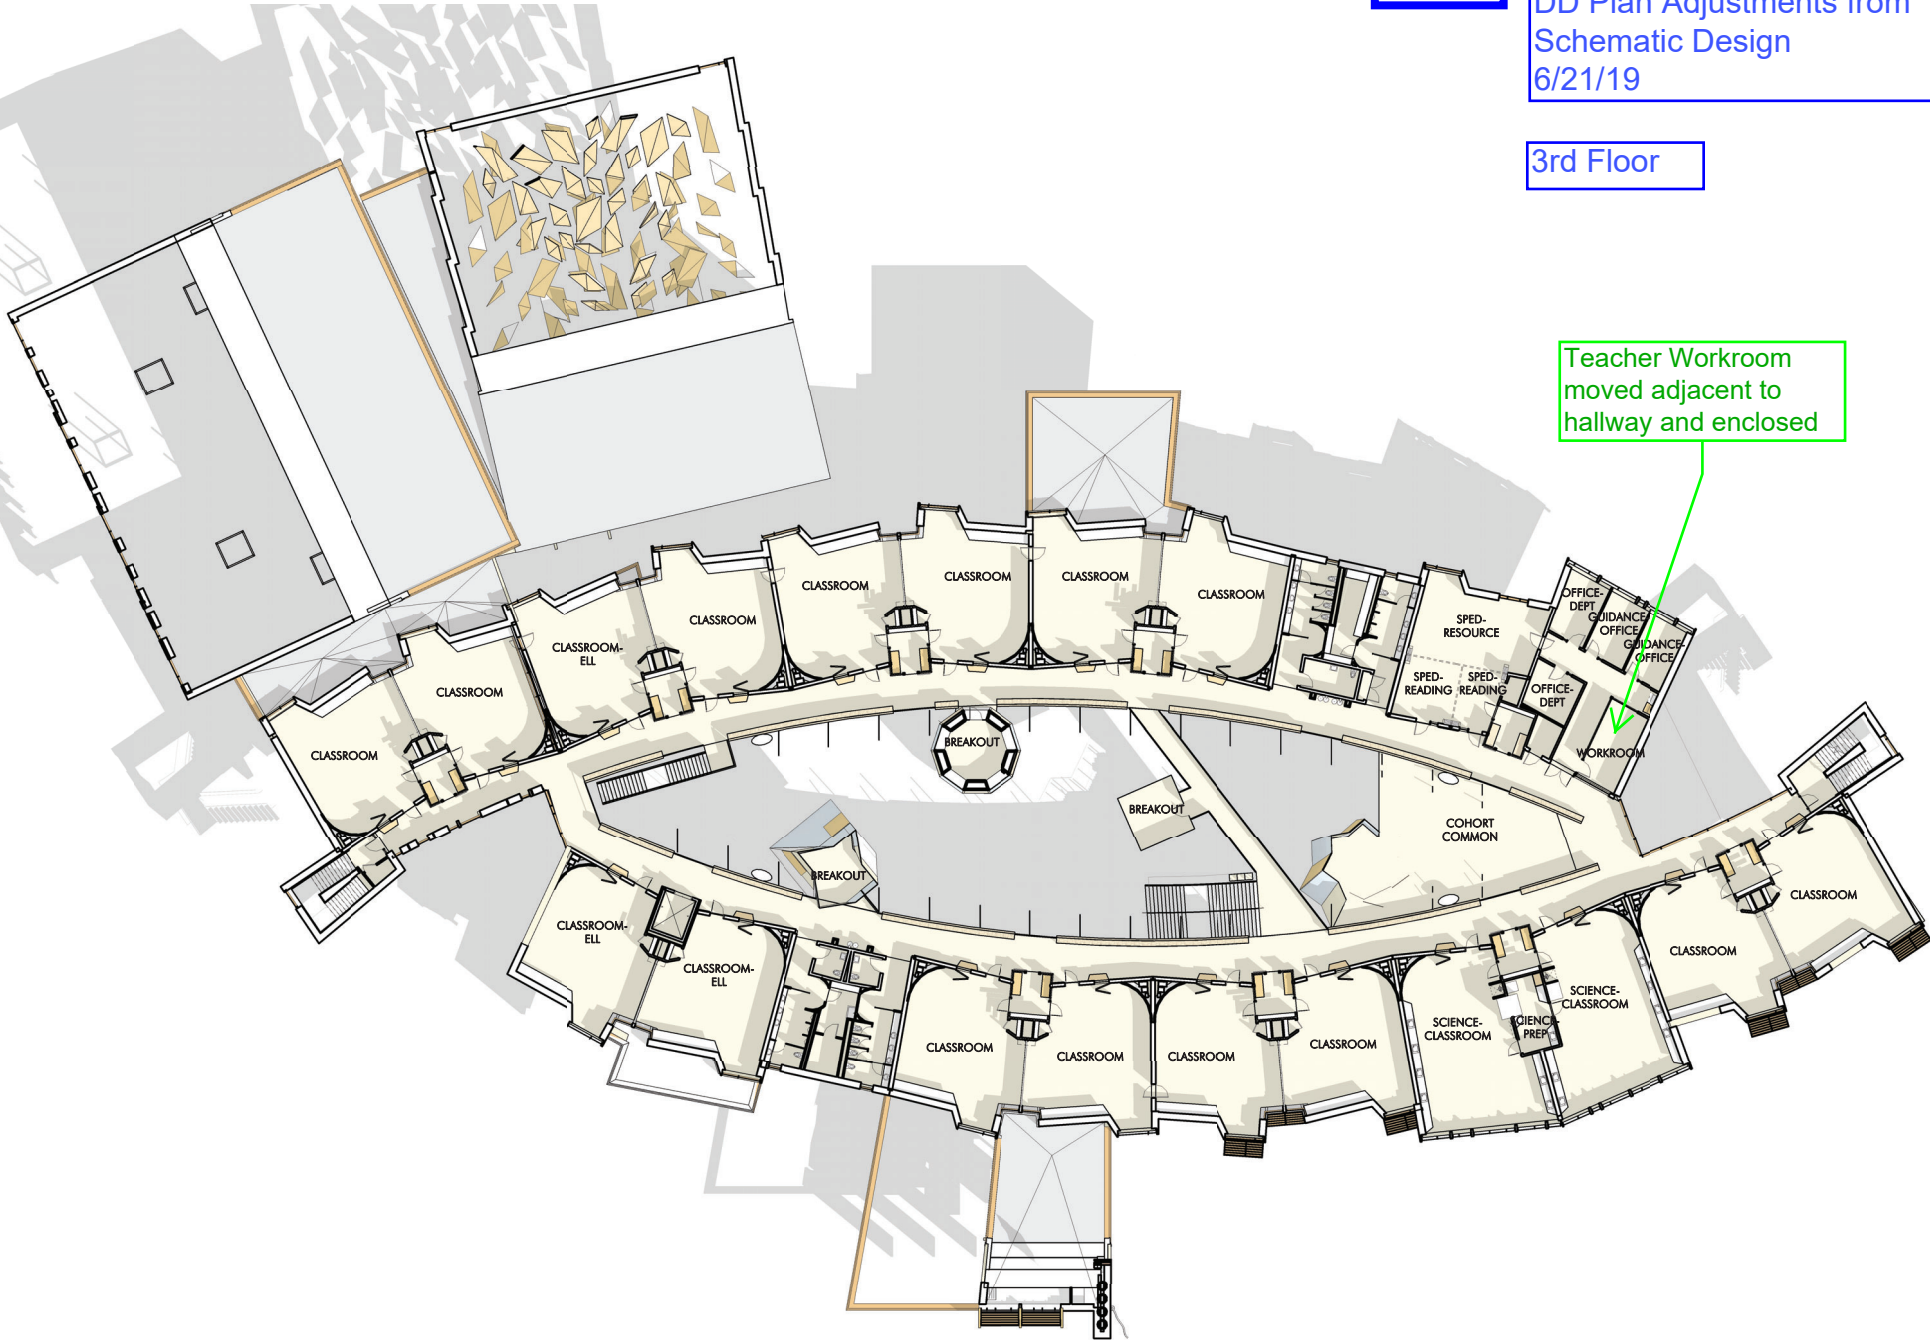 DD Plan Adjustments from
Schematic Design
6/21/19
3rd Floor
Teacher Workroom
moved adjacent to
hallway and enclosed
CLASSROOM
CLASSROOM
CLASSROOM-
ELL
CLASSROOM
CLASSROOM
CLASSROOM
CLASSROOM
CLASSROOM
SPED-
RESOURCE
SPED-
READING
SPED-
READING
OFFICE-
DEPT
GUIDANCE-
OFFICE
GUIDANCE-
OFFICE
OFFICE-
DEPT
WORKROOM
BREAKOUT
BREAKOUT
BREAKOUT
COHORT
COMMON
CLASSROOM-
ELL
CLASSROOM-
ELL
CLASSROOM
CLASSROOM
CLASSROOM
CLASSROOM
SCIENCE-
CLASSROOM
SCIENCE-
PREP
SCIENCE-
CLASSROOM
CLASSROOM
CLASSROOM